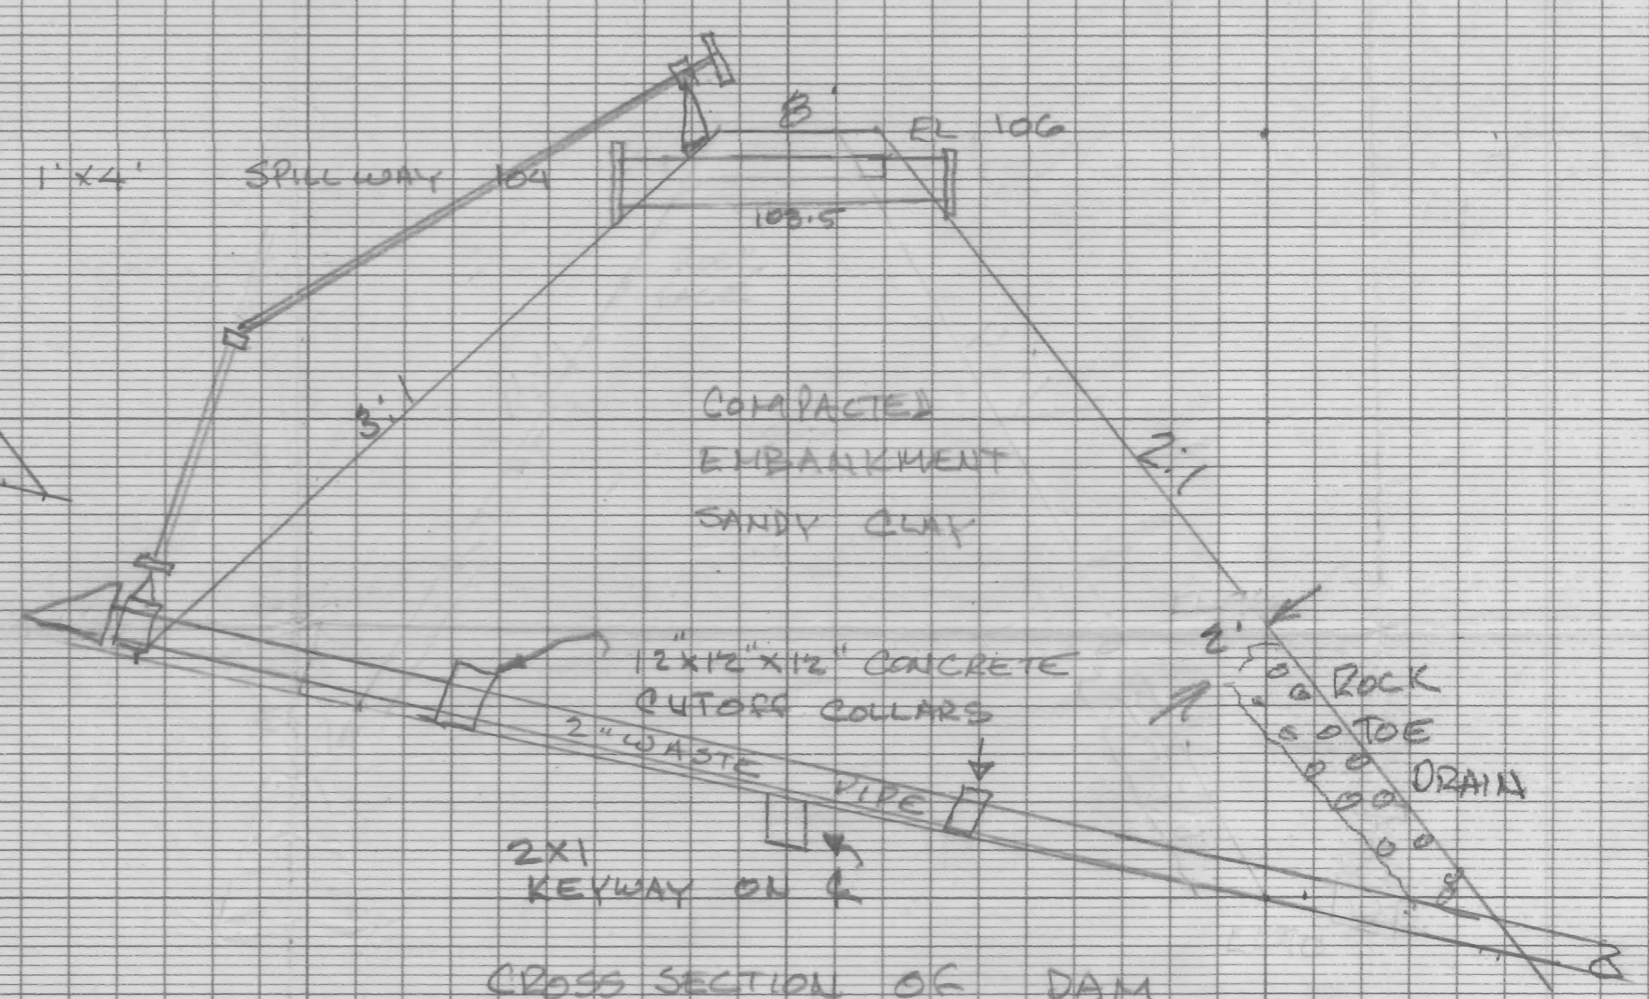 8'
EL 106
1' x 4' SPILLWAY 104
103.5
3:1
COMPACTED
EMBANKMENT
SANDY CLAY
2:1
2'
12"x12"x12" CONCRETE
CUTOFF COLLARS
ROCK
TOE
DRAIN
2" WASTE PIPE
2x1
KEYWAY ON ℄
CROSS SECTION OF DAM